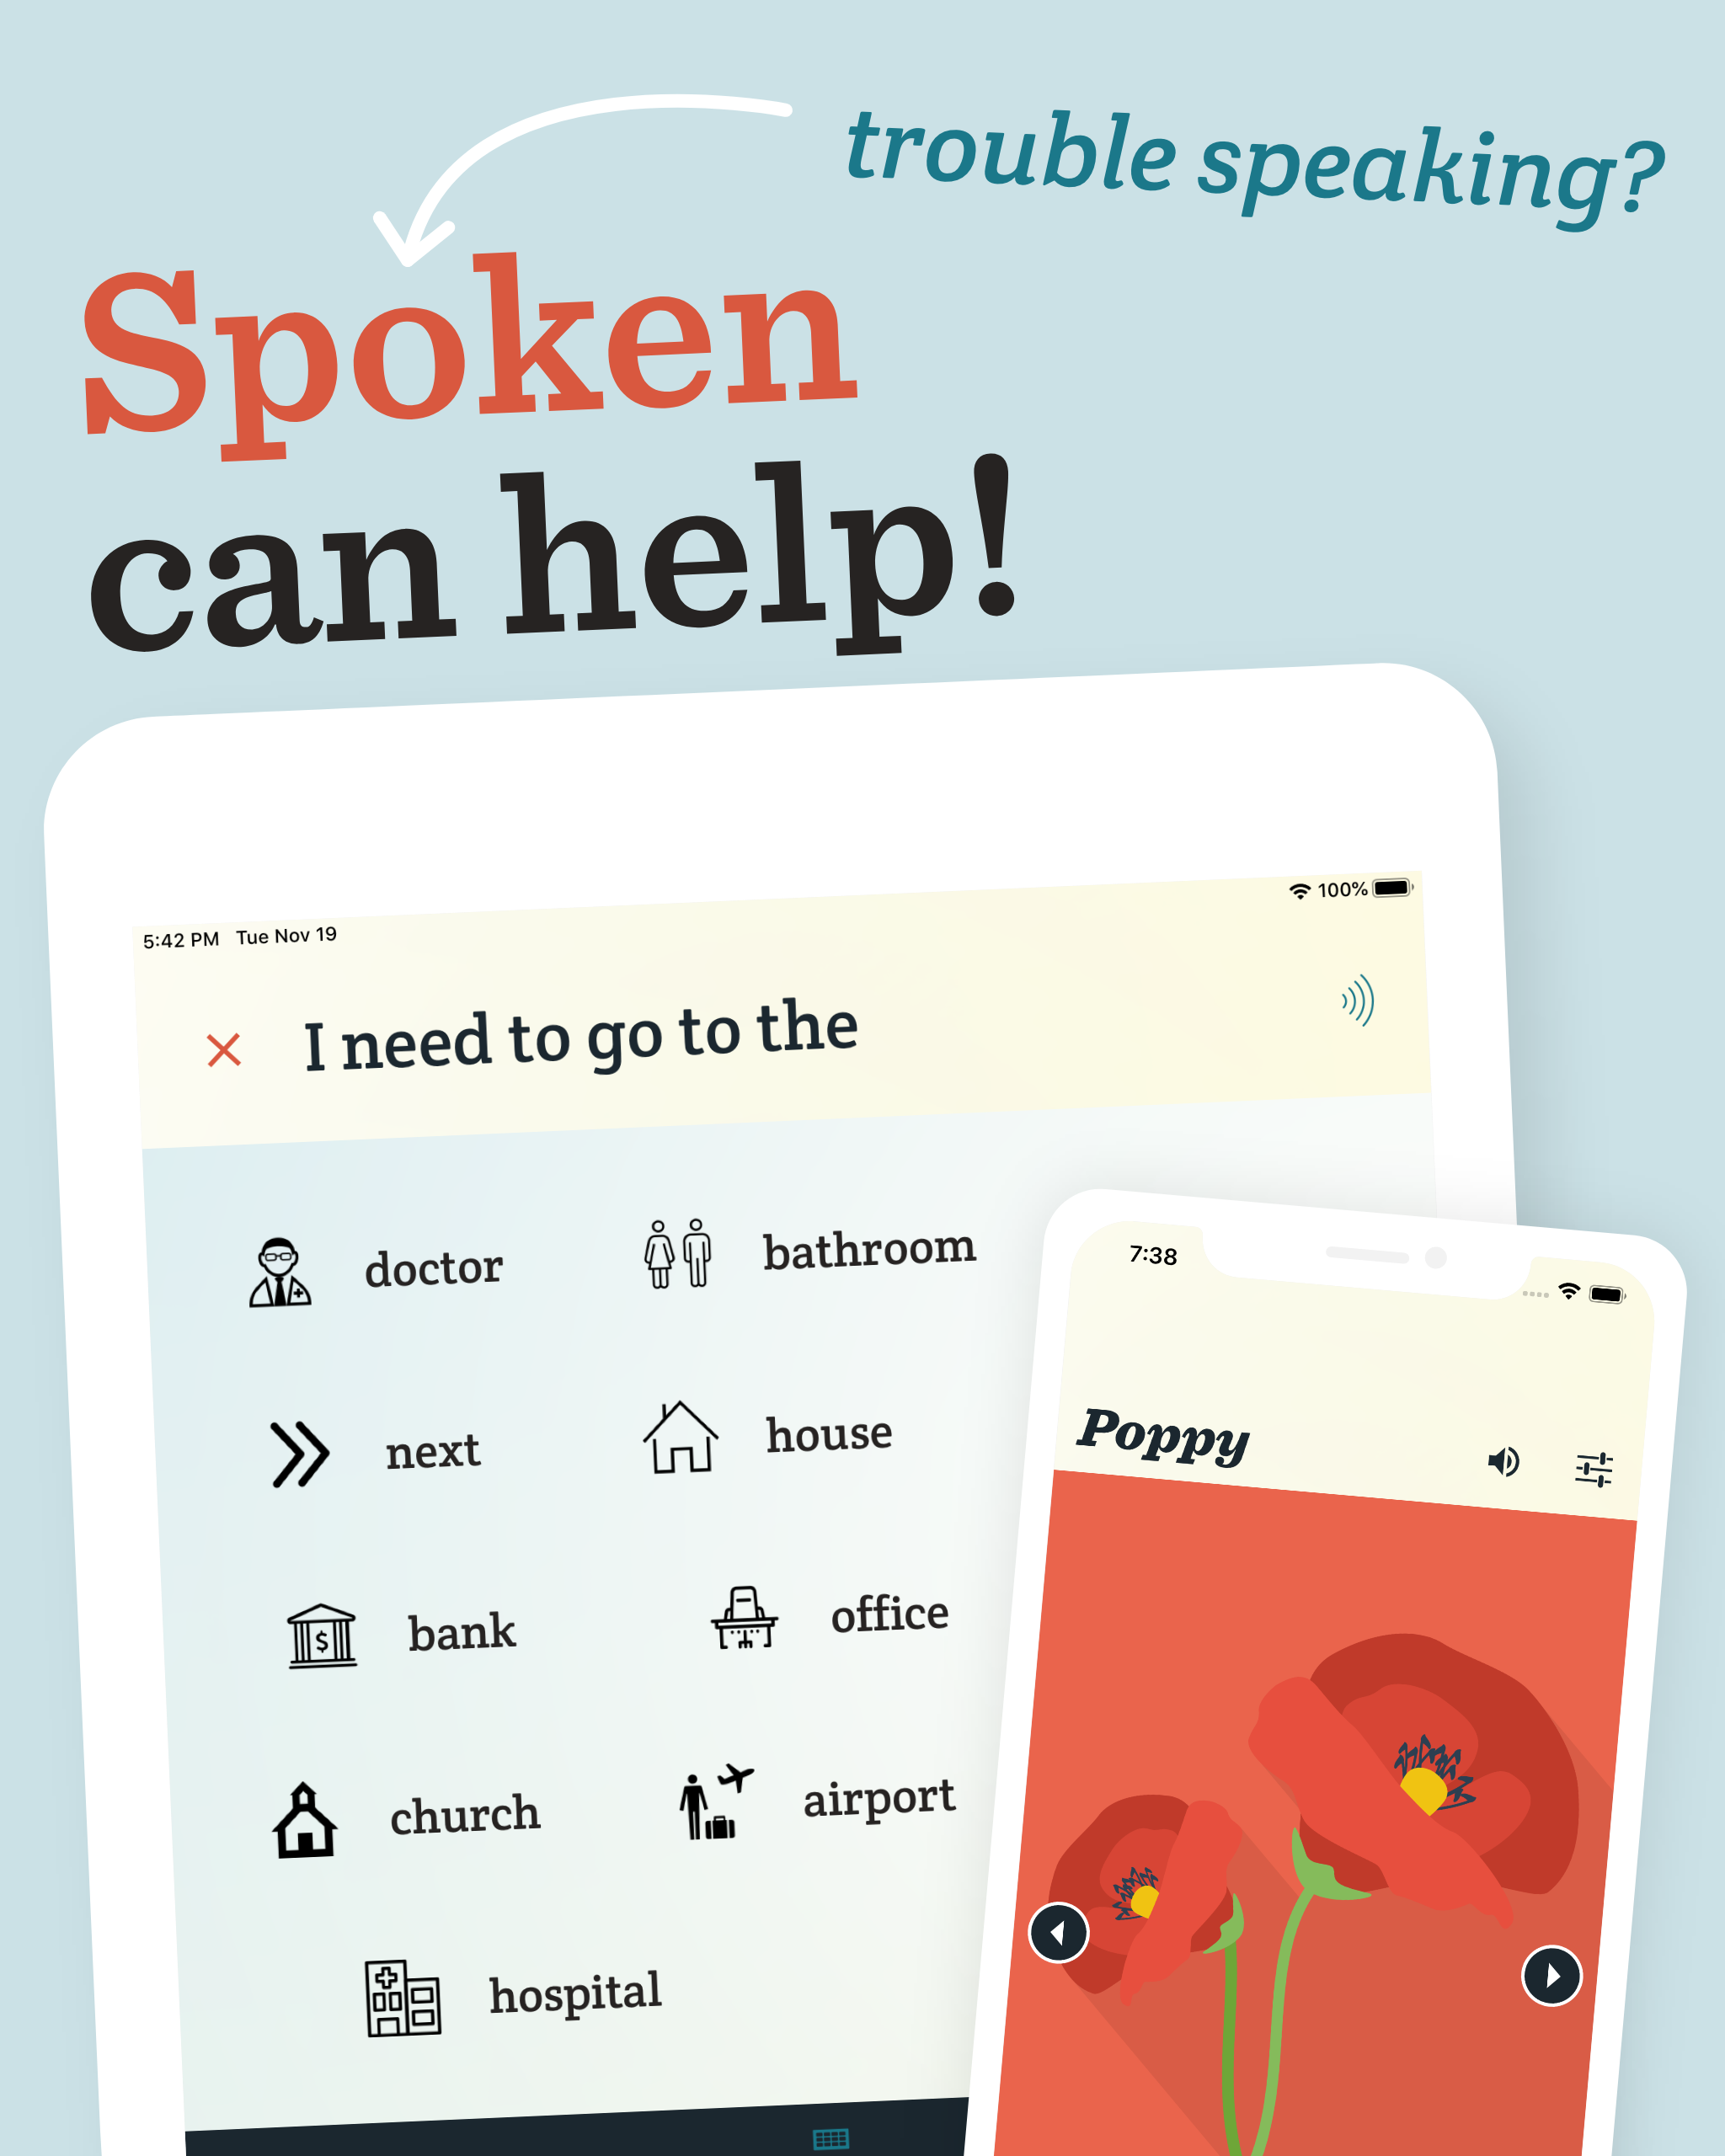 trouble speaking?
Spoken
can help!
5:42 PM Tue Nov 19
100%
I need to go to the
doctor
bathroom
next
house
bank
office
church
airport
hospital
7:38
Poppy
$